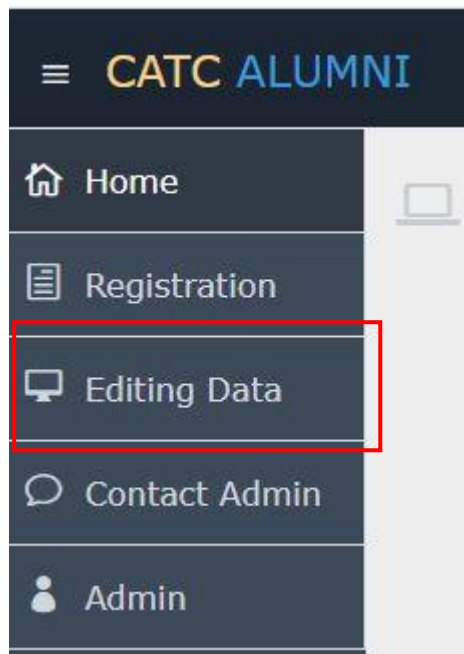 CATC ALUMNI
Home
Registration
Editing Data
Contact Admin
Admin